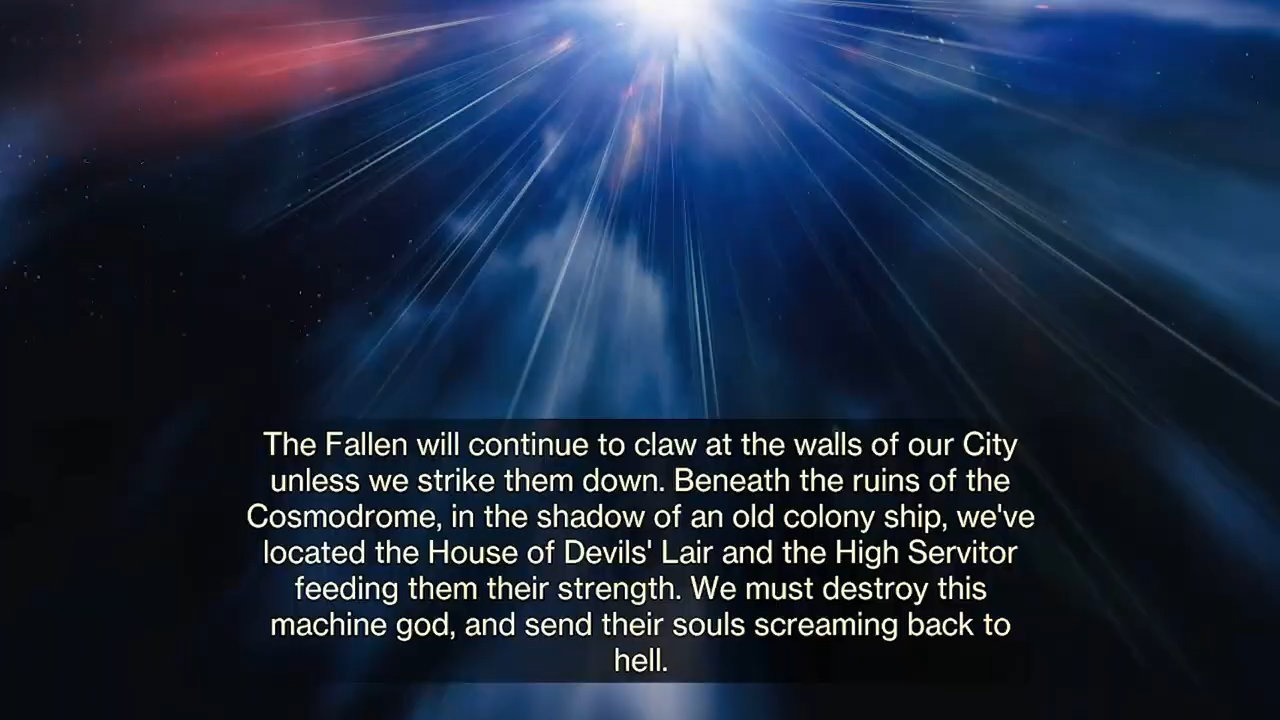 The Fallen will continue to claw at the walls of our City
unless we strike them down. Beneath the ruins of the
Cosmodrome, in the shadow of an old colony ship, we've
located the House of Devils' Lair and the High Servitor
feeding them their strength. We must destroy this
machine god, and send their souls screaming back to
hell.